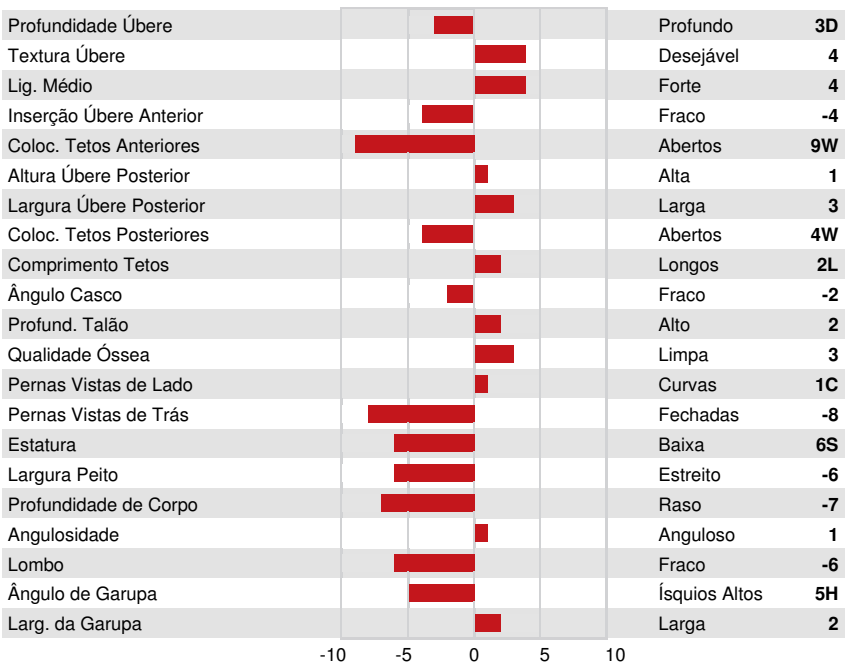 Profundidade Úbere Profundo 3D
Textura Úbere Desejável 4
Lig. Médio Forte 4
Inserção Úbere Anterior Fraco -4
Coloc. Tetos Anteriores Abertos 9W
Altura Úbere Posterior Alta 1
Largura Úbere Posterior Larga 3
Coloc. Tetos Posteriores Abertos 4W
Comprimento Tetos Longos 2L
Ângulo Casco Fraco -2
Profund. Talão Alto 2
Qualidade Óssea Limpa 3
Pernas Vistas de Lado Curvas 1C
Pernas Vistas de Trás Fechadas -8
Estatura Baixa 6S
Largura Peito Estreito -6
Profundidade de Corpo Raso -7
Angulosidade Anguloso 1
Lombo Fraco -6
Ângulo de Garupa Ísquios Altos 5H
Larg. da Garupa Larga 2
-10 -5 0 5 10